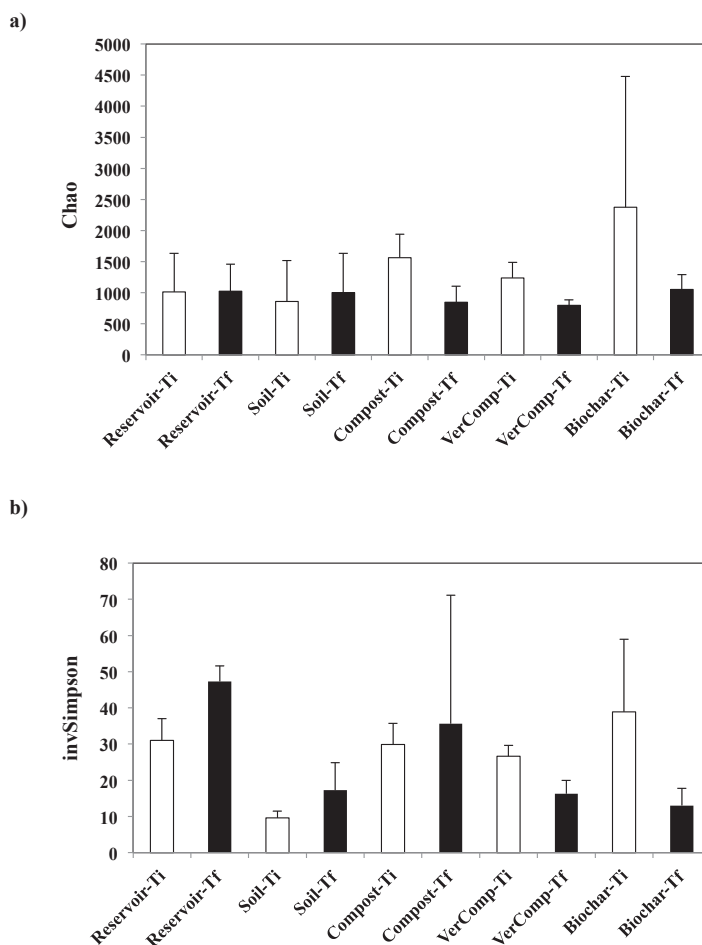 a)
5000
4500
4000
3500
3000
2500
2000
1500
1000
500
0
Chao
Reservoir-Ti
Reservoir-Tf
Soil-Ti
Soil-Tf
Compost-Ti
Compost-Tf
VerComp-Ti
VerComp-Tf
Biochar-Ti
Biochar-Tf
b)
80
70
60
50
40
30
20
10
0
invSimpson
Reservoir-Ti
Reservoir-Tf
Soil-Ti
Soil-Tf
Compost-Ti
Compost-Tf
VerComp-Ti
VerComp-Tf
Biochar-Ti
Biochar-Tf